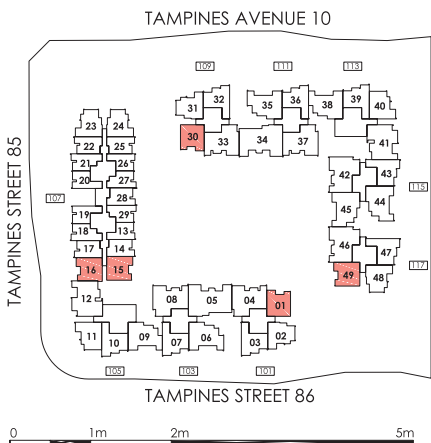 TAMPINES AVENUE 10
109 111 113
31 32 35 36 38 39 40
30 33 34 37 41
23 24
22 25
21 26
20 27
28
19 29
18 13
17 14
16 15
12
11 10 09 07 06 03 02
08 05 04 01
42 43
45 44
46 47
49 48
107
115
117
105 103 101
TAMPINES STREET 85
TAMPINES STREET 86
0 1m 2m 5m